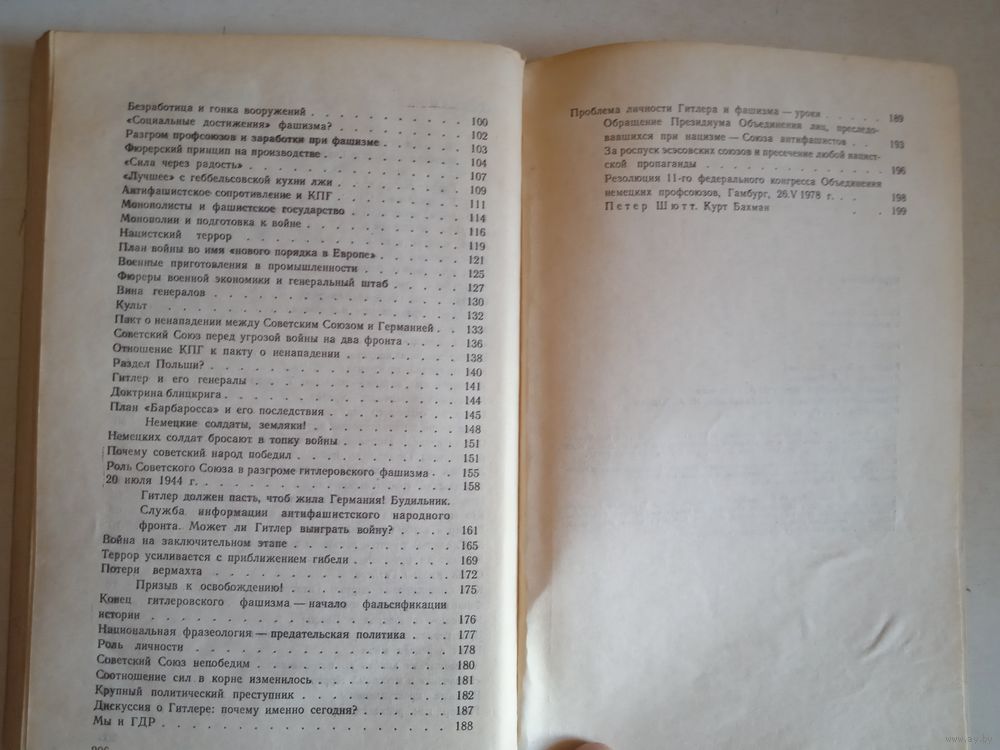 Безработица и гонка вооружений . . . . . . . . 100
«Социальные достижения» фашизма? . . . . . . . 102
Разгром профсоюзов и заработки при фашизме . . . . 103
Фюрерский принцип на производстве . . . . . . . 104
«Сила через радость» . . . . . . . . . . 107
«Лучшее» с геббельсовской кухни лжи . . . . . . 109
Антифашистское сопротивление и КПГ . . . . . . 111
Монополисты и фашистское государство . . . . . . 114
Монополии и подготовка к войне . . . . . . . . 116
Нацистский террор . . . . . . . . . . . 119
План войны во имя «нового порядка в Европе» . . . . 121
Военные приготовления в промышленности . . . . . 125
Фюреры военной экономики и генеральный штаб . . . . 127
Вина генералов . . . . . . . . . . . . 130
Культ . . . . . . . . . . . . . . 132
Пакт о ненападении между Советским Союзом и Германией . . 133
Советский Союз перед угрозой войны на два фронта . . . 136
Отношение КПГ к пакту о ненападении . . . . . . 138
Раздел Польши? . . . . . . . . . . . . 140
Гитлер и его генералы . . . . . . . . . . 141
Доктрина блицкрига . . . . . . . . . . . 144
План «Барбаросса» и его последствия . . . . . . 145
Немецкие солдаты, земляки! . . . . . . . . 148
Немецких солдат бросают в топку войны . . . . . . 151
Почему советский народ победил . . . . . . . . 151
Роль Советского Союза в разгроме гитлеровского фашизма . . 155
20 июля 1944 г. . . . . . . . . . . . . 158
Гитлер должен пасть, чтоб жила Германия! Будильник.
Служба информации антифашистского народного
фронта. Может ли Гитлер выиграть войну? . . . . 161
Война на заключительном этапе . . . . . . . . 165
Террор усиливается с приближением гибели . . . . . 169
Потери вермахта . . . . . . . . . . . . 172
Призыв к освобождению! . . . . . . . . . 175
Конец гитлеровского фашизма — начало фальсификации
истории . . . . . . . . . . . . . . 176
Национальная фразеология — предательская политика . . . 177
Роль личности . . . . . . . . . . . . 178
Советский Союз непобедим . . . . . . . . . 180
Соотношение сил в корне изменилось . . . . . . . 181
Крупный политический преступник . . . . . . . . 182
Дискуссия о Гитлере: почему именно сегодня? . . . . 187
Мы и ГДР . . . . . . . . . . . . . 188
Проблема личности Гитлера и фашизма — уроки . . . . . 189
Обращение Президиума Объединения лиц, преследо-
вавшихся при нацизме — Союза антифашистов . . 193
За роспуск эсэсовских союзов и пресечение любой нацист-
ской пропаганды . . . . . . . . . . . 196
Резолюция 11-го федерального конгресса Объединения
немецких профсоюзов, Гамбург, 26.V 1978 г. . . 198
Петер Шютт. Курт Бахман . . 199
www.ay.by